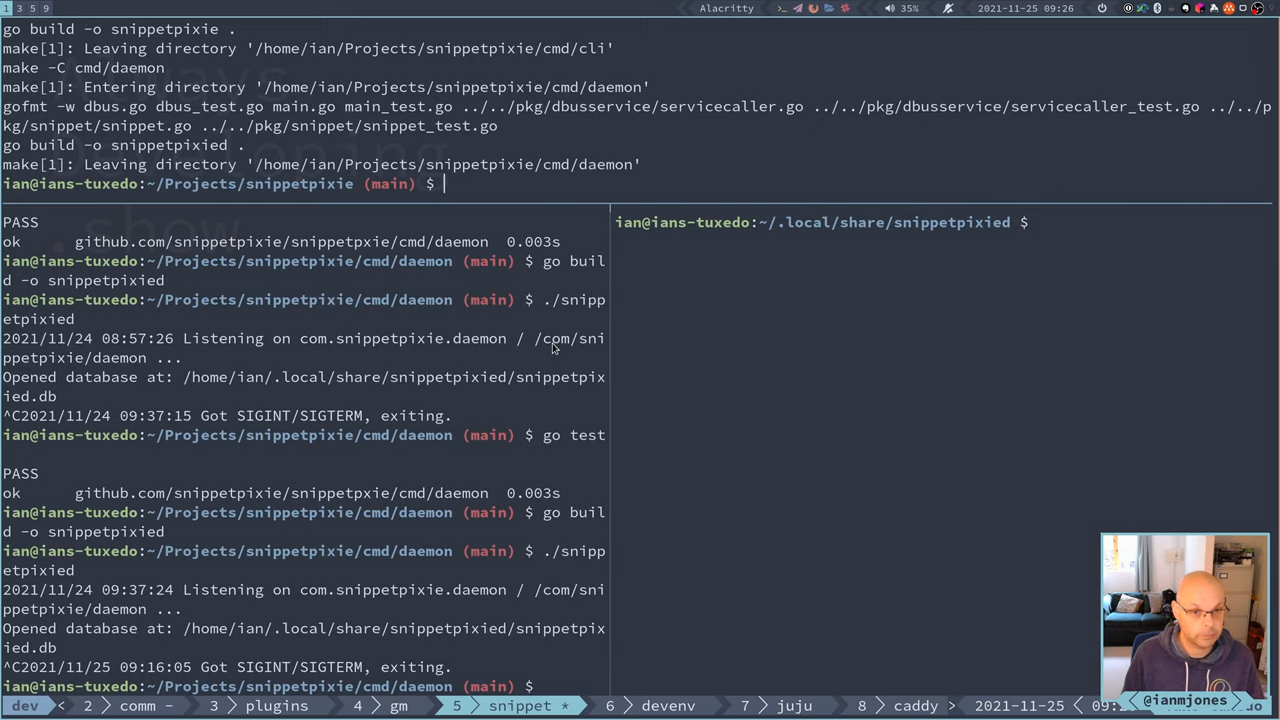 1 3 5 9 Alacritty 35% 2021-11-25 09:26
go build -o snippetpixie .
make[1]: Leaving directory '/home/ian/Projects/snippetpixie/cmd/cli'
make -C cmd/daemon
make[1]: Entering directory '/home/ian/Projects/snippetpixie/cmd/daemon'
gofmt -w dbus.go dbus_test.go main.go main_test.go ../../pkg/dbusservice/servicecaller.go ../../pkg/dbusservice/servicecaller_test.go ../../p
kg/snippet/snippet.go ../../pkg/snippet/snippet_test.go
go build -o snippetpixied .
make[1]: Leaving directory '/home/ian/Projects/snippetpixie/cmd/daemon'
ian@ians-tuxedo:~/Projects/snippetpixie (main) $
.show
PASS
ok github.com/snippetpixie/snippetpxie/cmd/daemon 0.003s
ian@ians-tuxedo:~/Projects/snippetpixie/cmd/daemon (main) $ go buil
d -o snippetpixied
ian@ians-tuxedo:~/Projects/snippetpixie/cmd/daemon (main) $ ./snipp
etpixied
2021/11/24 08:57:26 Listening on com.snippetpixie.daemon / /com/sni
ppetpixie/daemon ...
Opened database at: /home/ian/.local/share/snippetpixied/snippetpix
ied.db
^C2021/11/24 09:37:15 Got SIGINT/SIGTERM, exiting.
ian@ians-tuxedo:~/Projects/snippetpixie/cmd/daemon (main) $ go test
PASS
ok github.com/snippetpixie/snippetpxie/cmd/daemon 0.003s
ian@ians-tuxedo:~/Projects/snippetpixie/cmd/daemon (main) $ go buil
d -o snippetpixied
ian@ians-tuxedo:~/Projects/snippetpixie/cmd/daemon (main) $ ./snipp
etpixied
2021/11/24 09:37:24 Listening on com.snippetpixie.daemon / /com/sni
ppetpixie/daemon ...
Opened database at: /home/ian/.local/share/snippetpixied/snippetpix
ied.db
^C2021/11/25 09:16:05 Got SIGINT/SIGTERM, exiting.
ian@ians-tuxedo:~/Projects/snippetpixie/cmd/daemon (main) $
ian@ians-tuxedo:~/.local/share/snippetpixied $
dev < 2 comm - 3 plugins 4 gm 5 snippet * 6 devenv 7 juju 8 caddy >
@ianmjones